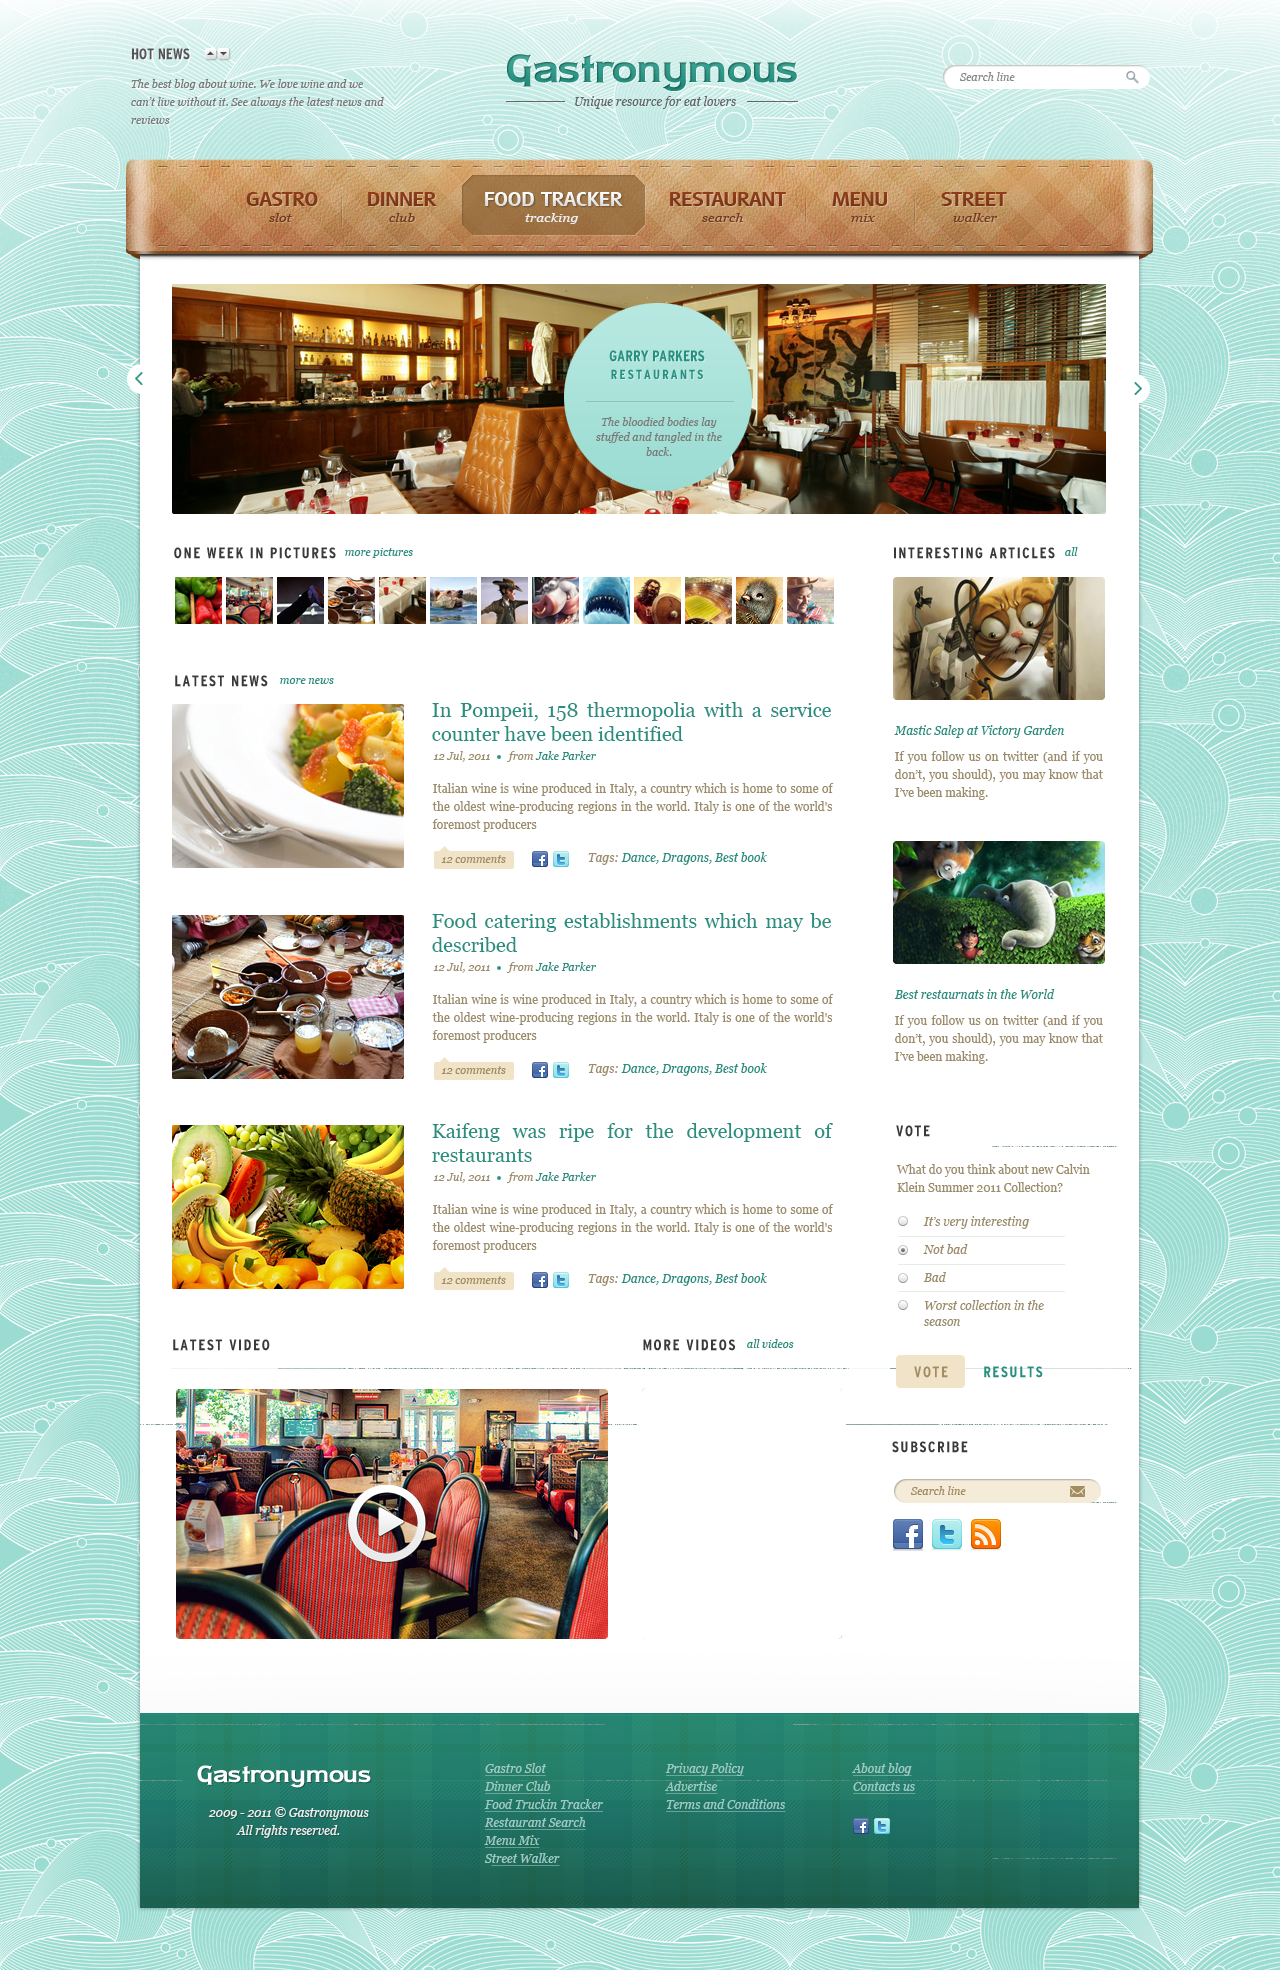 HOT NEWS
The best blog about wine. We love wine and we
can't live without it. See always the latest news and
reviews
Gastronymous
Unique resource for eat lovers
Search line
GASTRO
slot
DINNER
club
FOOD TRACKER
tracking
RESTAURANT
search
MENU
mix
STREET
walker
GARRY PARKERS
RESTAURANTS
The bloodied bodies lay
stuffed and tangled in the
back.
ONE WEEK IN PICTURES more pictures
LATEST NEWS more news
In Pompeii, 158 thermopolia with a service
counter have been identified
12 Jul, 2011 • from Jake Parker
Italian wine is wine produced in Italy, a country which is home to some of
the oldest wine-producing regions in the world. Italy is one of the world's
foremost producers
12 comments
Tags: Dance, Dragons, Best book
Food catering establishments which may be
described
12 Jul, 2011 • from Jake Parker
Italian wine is wine produced in Italy, a country which is home to some of
the oldest wine-producing regions in the world. Italy is one of the world's
foremost producers
12 comments
Tags: Dance, Dragons, Best book
Kaifeng was ripe for the development of
restaurants
12 Jul, 2011 • from Jake Parker
Italian wine is wine produced in Italy, a country which is home to some of
the oldest wine-producing regions in the world. Italy is one of the world's
foremost producers
12 comments
Tags: Dance, Dragons, Best book
INTERESTING ARTICLES all
Mastic Salep at Victory Garden
If you follow us on twitter (and if you
don't, you should), you may know that
I've been making.
Best restaurnats in the World
If you follow us on twitter (and if you
don't, you should), you may know that
I've been making.
VOTE
What do you think about new Calvin
Klein Summer 2011 Collection?
It's very interesting
Not bad
Bad
Worst collection in the
season
VOTE
RESULTS
LATEST VIDEO
MORE VIDEOS all videos
SUBSCRIBE
Search line
Gastronymous
2009 - 2011 © Gastronymous
All rights reserved.
Gastro Slot
Dinner Club
Food Truckin Tracker
Restaurant Search
Menu Mix
Street Walker
Privacy Policy
Advertise
Terms and Conditions
About blog
Contacts us